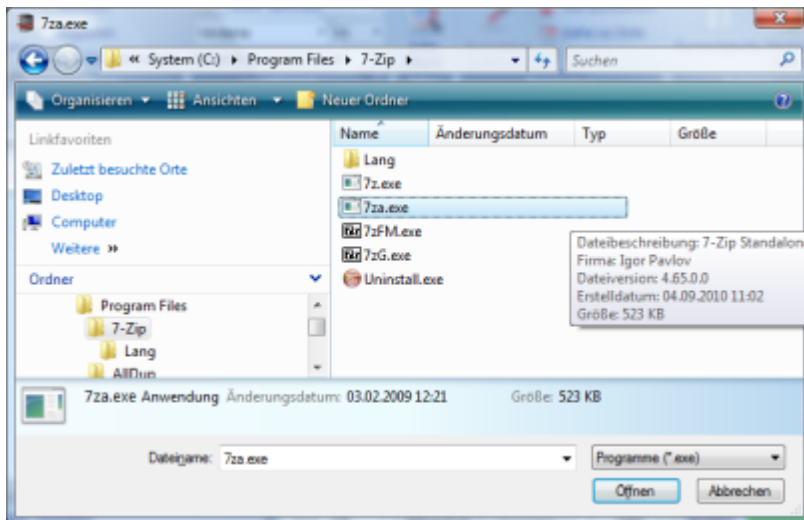 7za.exe
« System (C:) ▸ Program Files ▸ 7-Zip ▸ Suchen
Organisieren Ansichten Neuer Ordner
Linkfavoriten
Zuletzt besuchte Orte
Desktop
Computer
Weitere »
Ordner
Program Files
7-Zip
Lang
AllDup
Name Änderungsdatum Typ Größe
Lang
7z.exe
7za.exe
7zFM.exe
7zG.exe
Uninstall.exe
Dateibeschreibung: 7-Zip Standalon
Firma: Igor Pavlov
Dateiversion: 4.65.0.0
Erstelldatum: 04.09.2010 11:02
Größe: 523 KB
7za.exe Anwendung Änderungsdatum: 03.02.2009 12:21 Größe: 523 KB
Dateiname: 7za.exe Programme (*.exe)
Öffnen Abbrechen